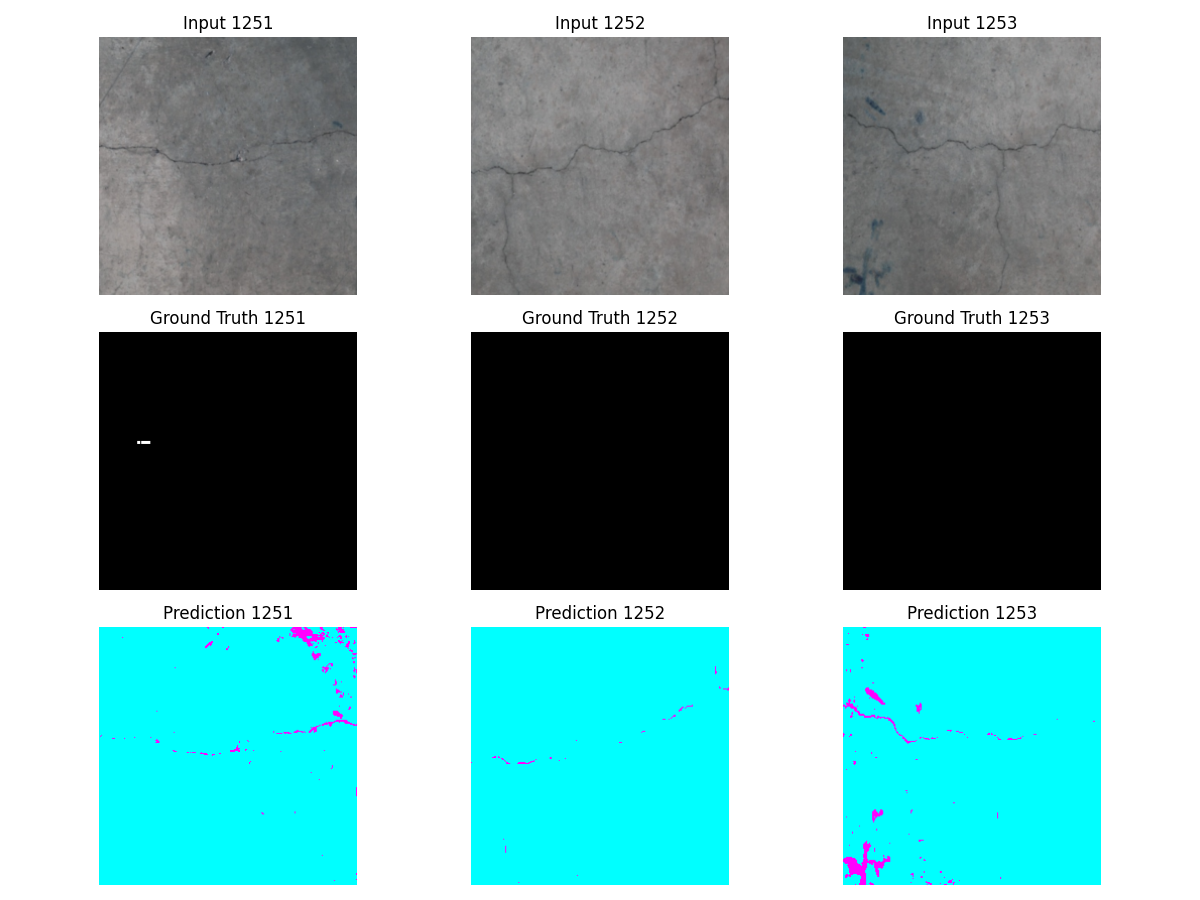 Input 1251
Input 1252
Input 1253
Ground Truth 1251
Ground Truth 1252
Ground Truth 1253
Prediction 1251
Prediction 1252
Prediction 1253